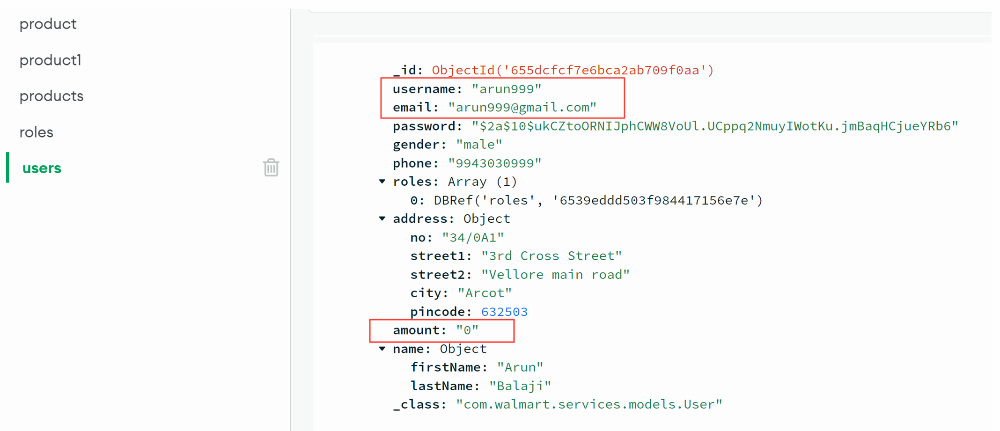 product
product1
products
roles
users
_id: ObjectId('655dcfcf7e6bca2ab709f0aa')
username: "arun999"
email: "arun999@gmail.com"
password: "$2a$10$ukCZtoORNIJphCWW8VoUl.UCppq2NmuyIWotKu.jmBaqHCjueYRb6"
gender: "male"
phone: "9943030999"
roles: Array (1)
0: DBRef('roles', '6539eddd503f984417156e7e')
address: Object
no: "34/0A1"
street1: "3rd Cross Street"
street2: "Vellore main road"
city: "Arcot"
pincode: 632503
amount: "0"
name: Object
firstName: "Arun"
lastName: "Balaji"
_class: "com.walmart.services.models.User"